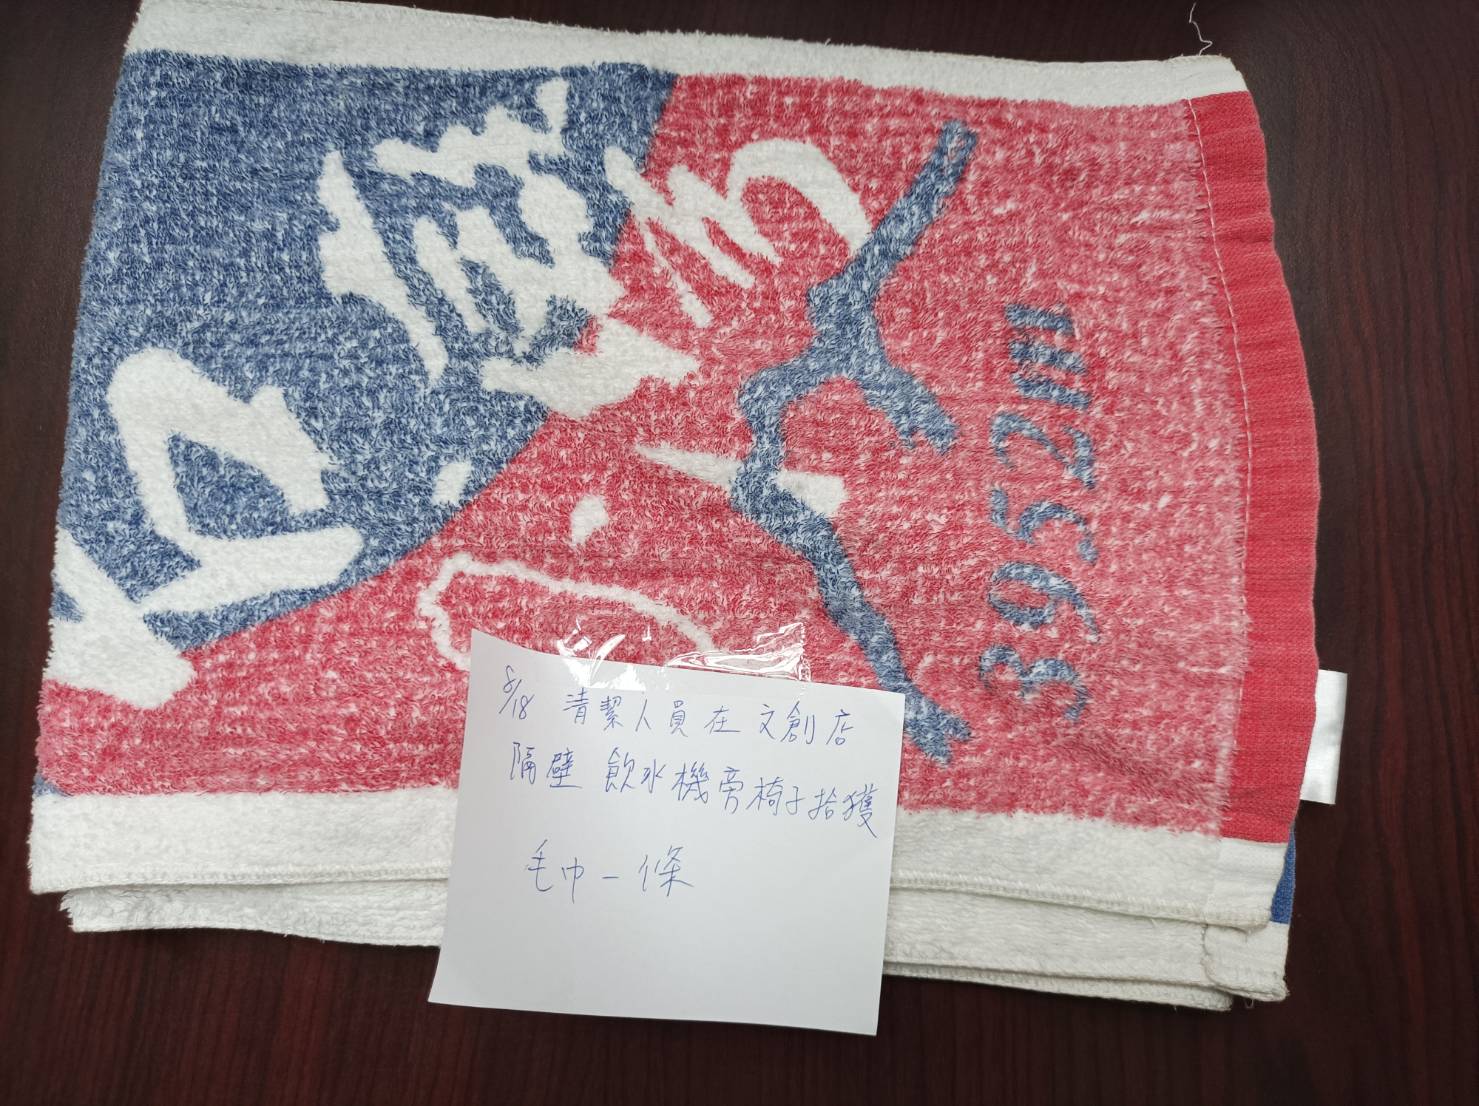 3952m
8/18 清潔人員在文創店
隔壁 飲水機旁椅子拾獲
毛巾一條